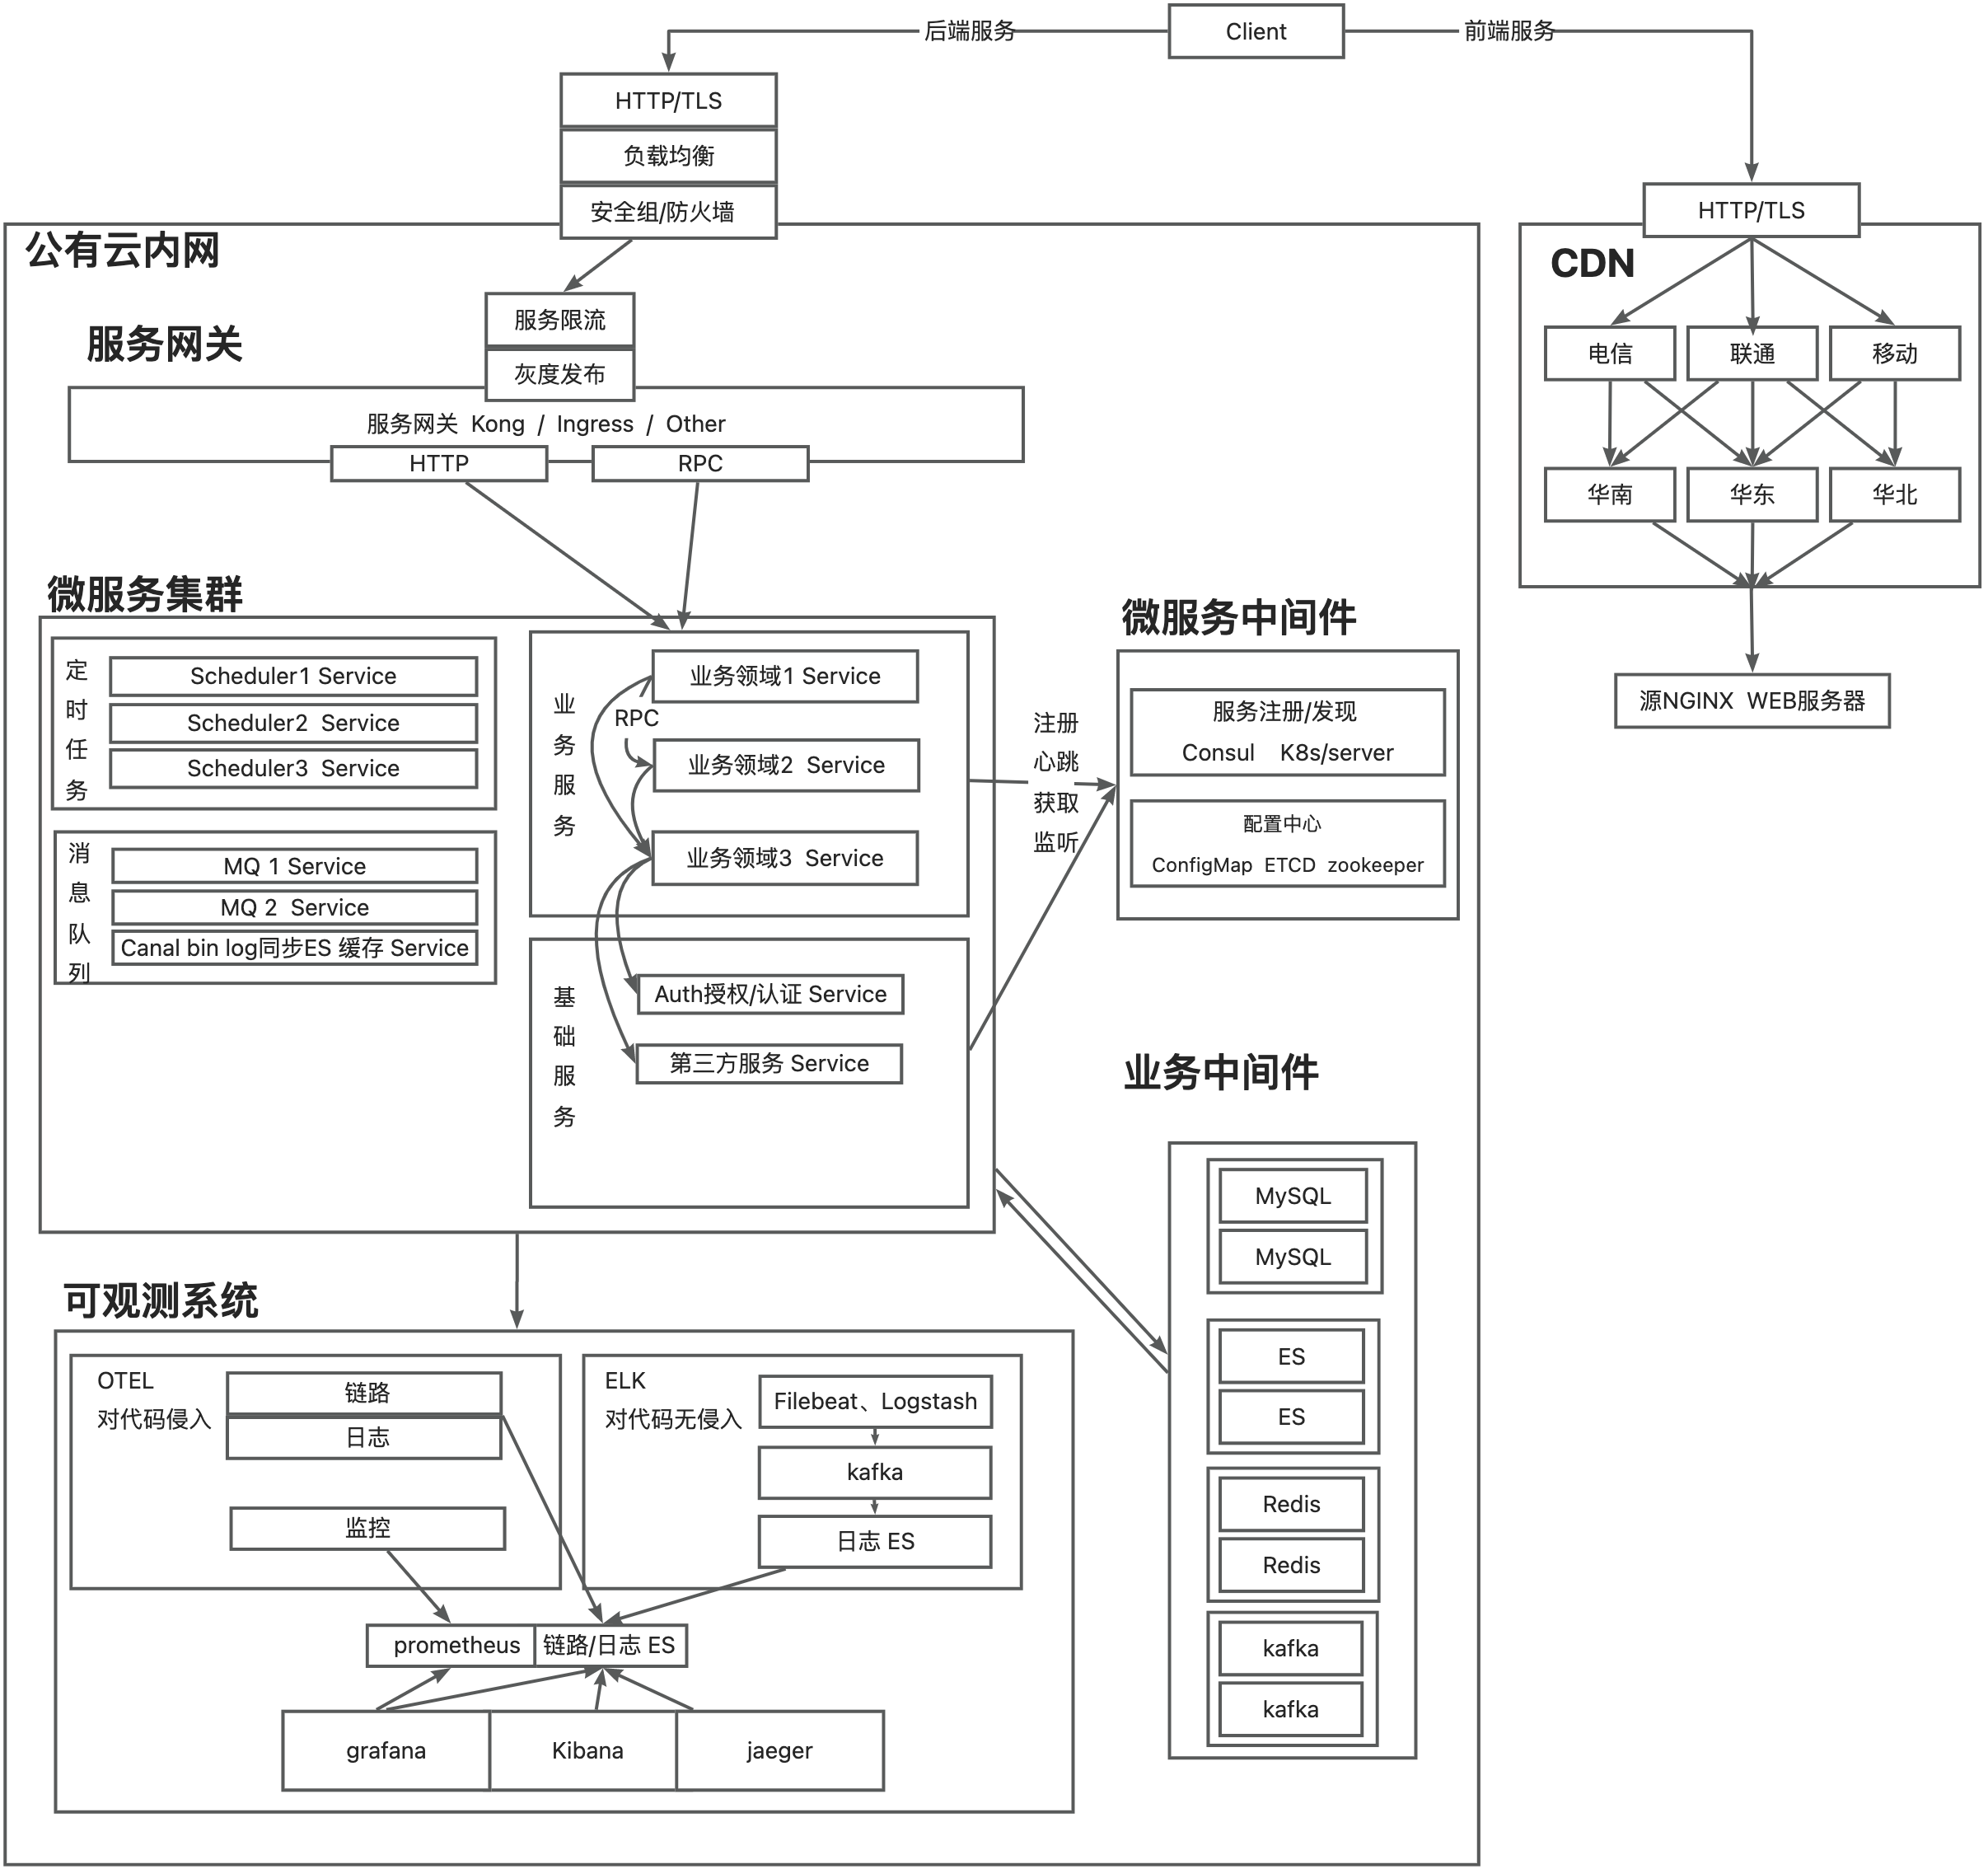 Client
后端服务
前端服务
HTTP/TLS
负载均衡
安全组/防火墙
公有云内网
服务限流
灰度发布
服务网关
服务网关 Kong / Ingress / Other
HTTP
RPC
HTTP/TLS
CDN
电信
联通
移动
华南
华东
华北
源NGINX WEB服务器
微服务集群
定时任务
Scheduler1 Service
Scheduler2 Service
Scheduler3 Service
消息队列
MQ 1 Service
MQ 2 Service
Canal bin log同步ES 缓存 Service
业务服务
业务领域1 Service
RPC
业务领域2 Service
业务领域3 Service
基础服务
Auth授权/认证 Service
第三方服务 Service
注册
心跳
获取
监听
微服务中间件
服务注册/发现
Consul K8s/server
配置中心
ConfigMap ETCD zookeeper
业务中间件
MySQL
MySQL
ES
ES
Redis
Redis
kafka
kafka
可观测系统
OTEL
对代码侵入
链路
日志
监控
ELK
对代码无侵入
Filebeat、Logstash
kafka
日志 ES
prometheus
链路/日志 ES
grafana
Kibana
jaeger